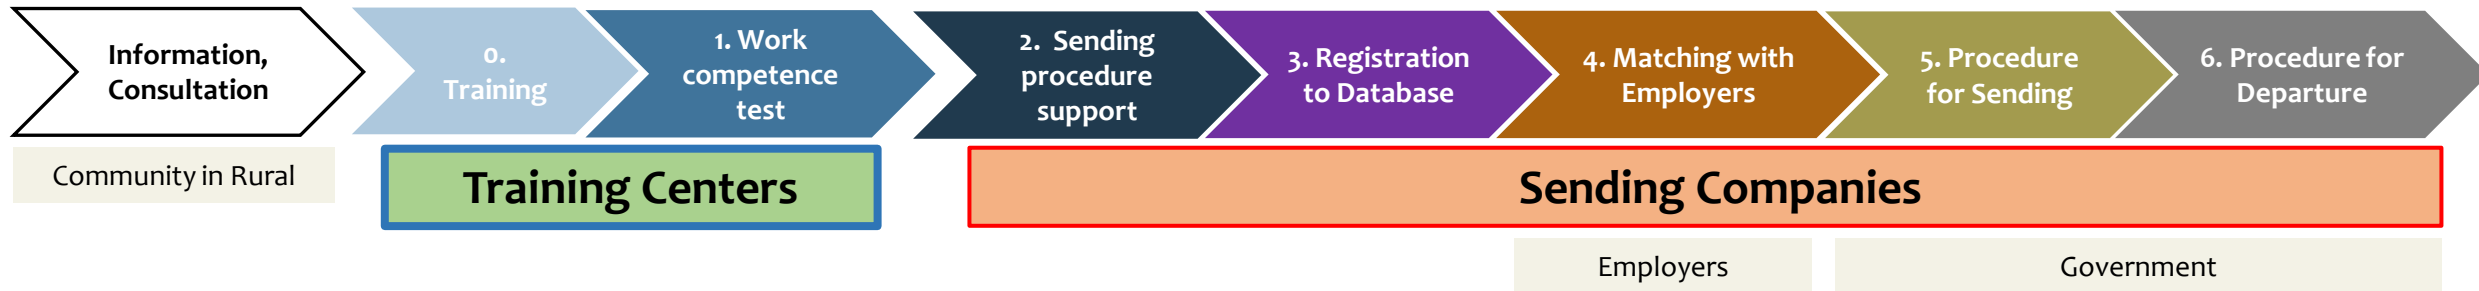 Information,
Consultation
0.
Training
1. Work
competence
test
2. Sending
procedure
support
3. Registration
to Database
4. Matching with
Employers
5. Procedure
for Sending
6. Procedure for
Departure
Community in Rural
Training Centers
Sending Companies
Employers
Government